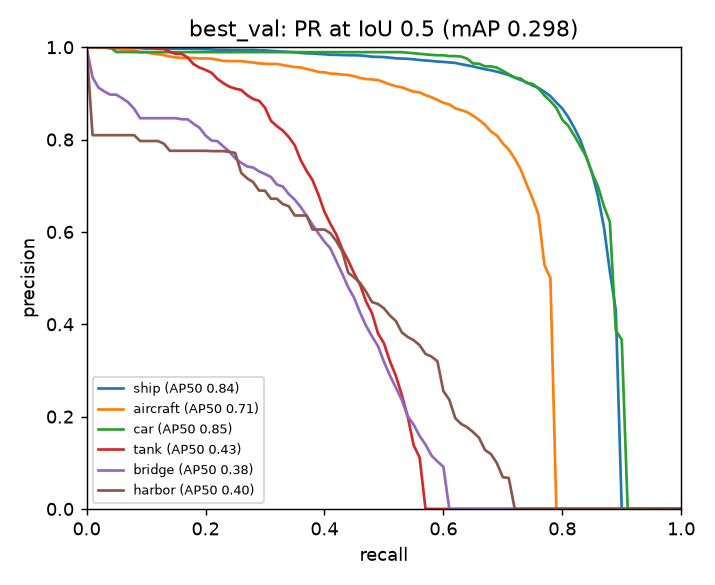 best_val: PR at IoU 0.5 (mAP 0.298)
1.0
0.8
0.6
0.4
0.2
0.0
precision
ship (AP50 0.84)
aircraft (AP50 0.71)
car (AP50 0.85)
tank (AP50 0.43)
bridge (AP50 0.38)
harbor (AP50 0.40)
0.0 0.2 0.4 0.6 0.8 1.0
recall